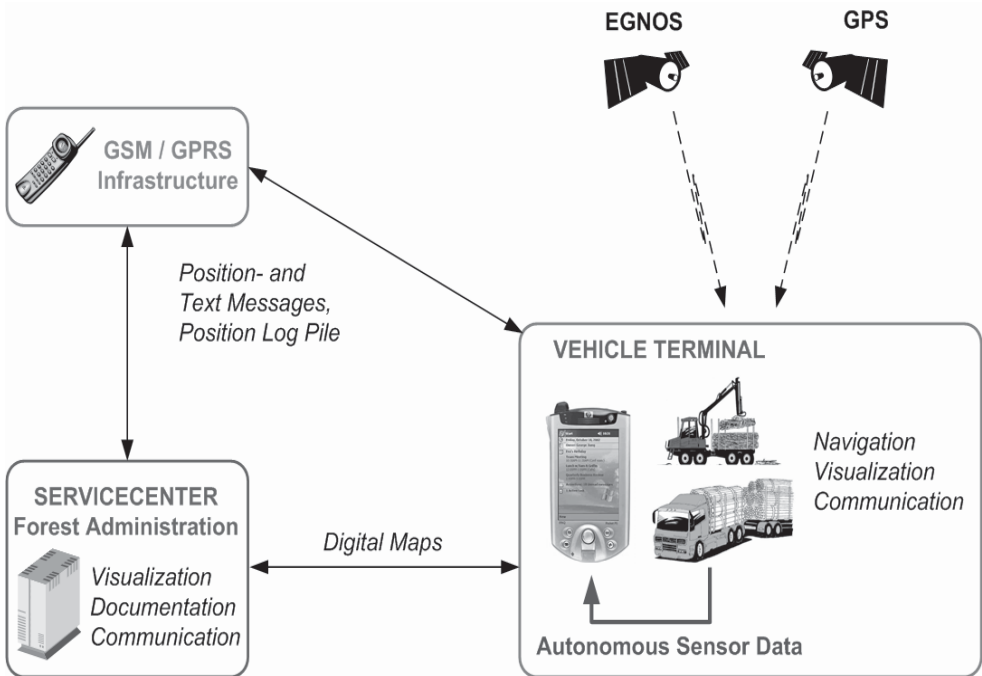 EGNOS
GPS
GSM / GPRS
Infrastructure
Position- and
Text Messages,
Position Log Pile
VEHICLE TERMINAL
Navigation
Visualization
Communication
SERVICECENTER
Forest Administration
Visualization
Documentation
Communication
Digital Maps
Autonomous Sensor Data